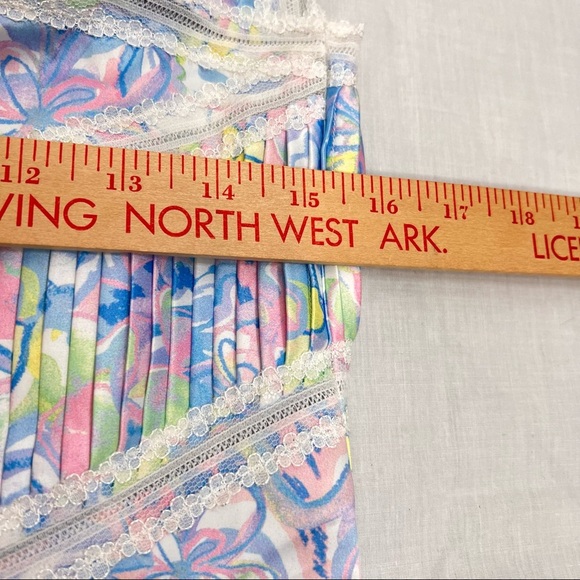 12 13 14 15 16 17 18
VING NORTH WEST ARK. LICE